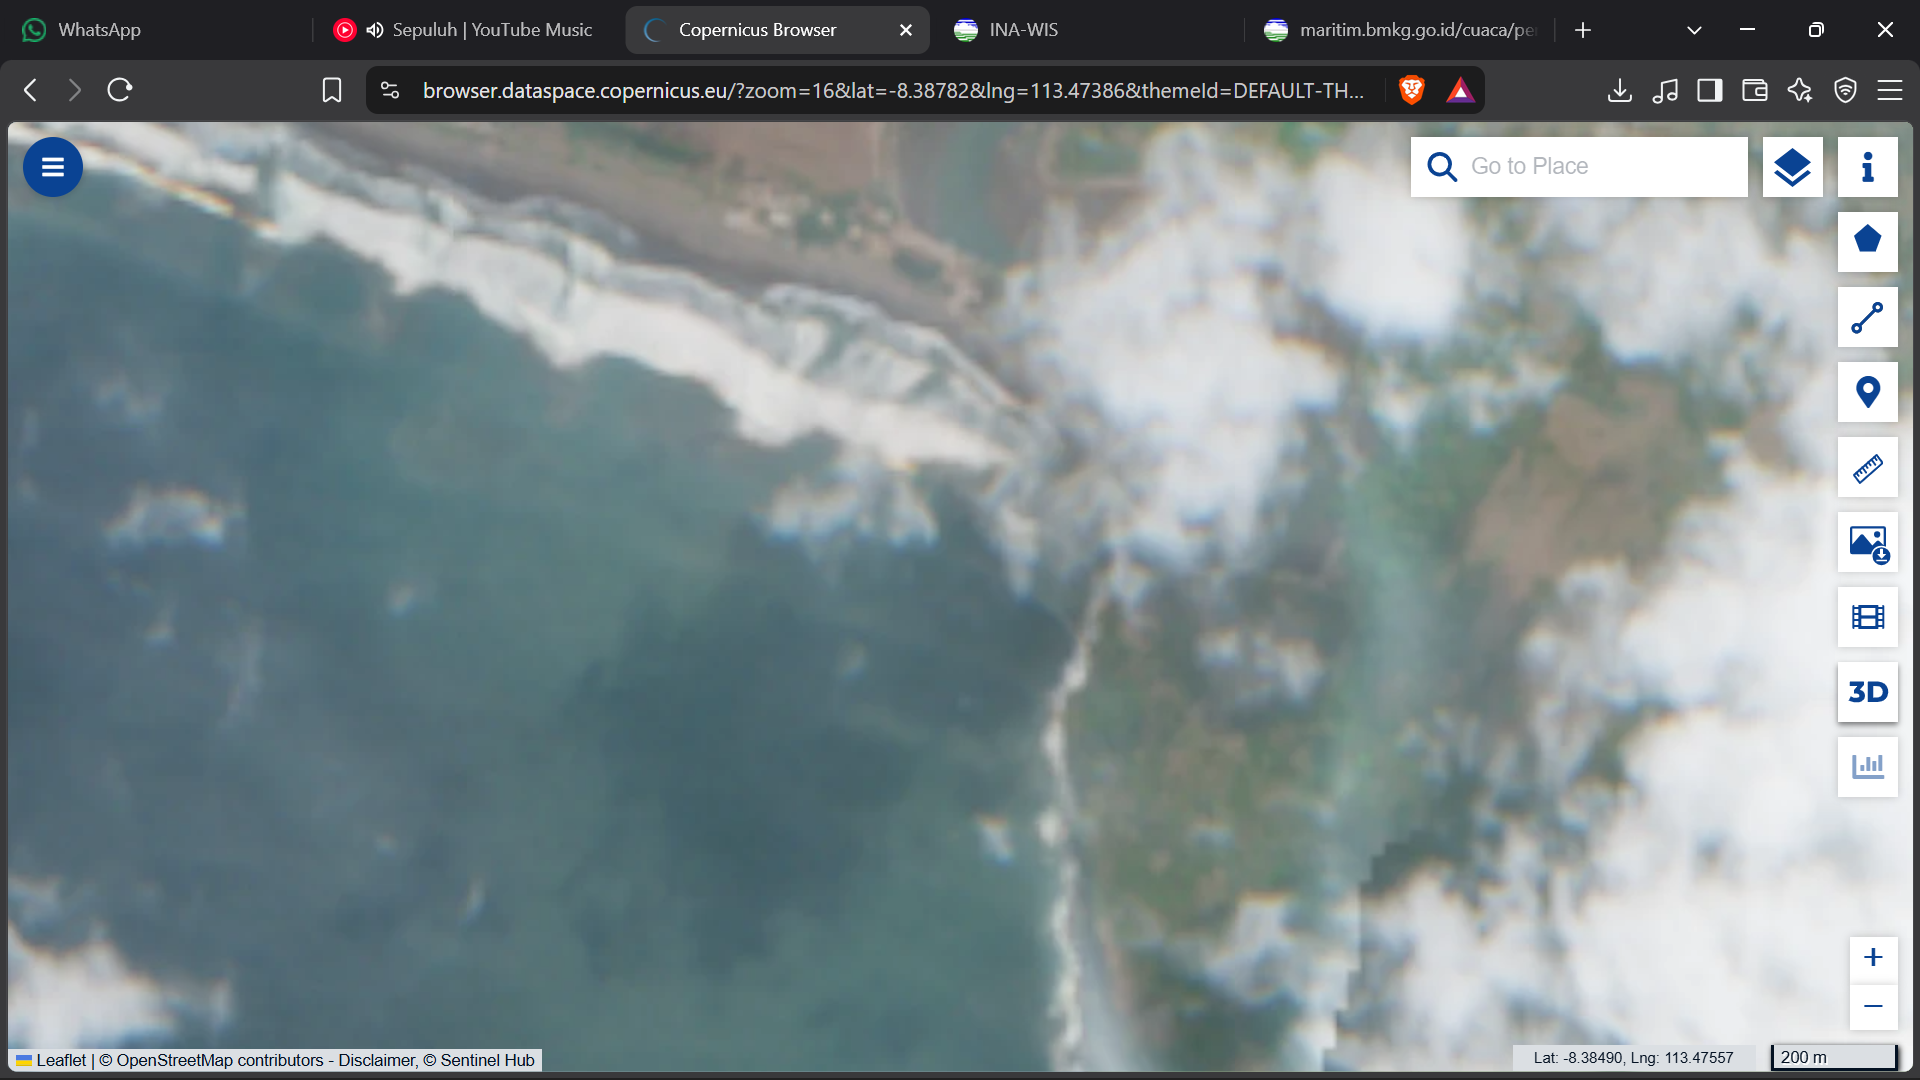 WhatsApp
Sepuluh | YouTube Music
Copernicus Browser
INA-WIS
maritim.bmkg.go.id/cuaca/pe
browser.dataspace.copernicus.eu/?zoom=16&lat=-8.38782&lng=113.47386&themeId=DEFAULT-TH...
Go to Place
3D
Leaflet | © OpenStreetMap contributors - Disclaimer, © Sentinel Hub
Lat: -8.38490, Lng: 113.47557
200 m